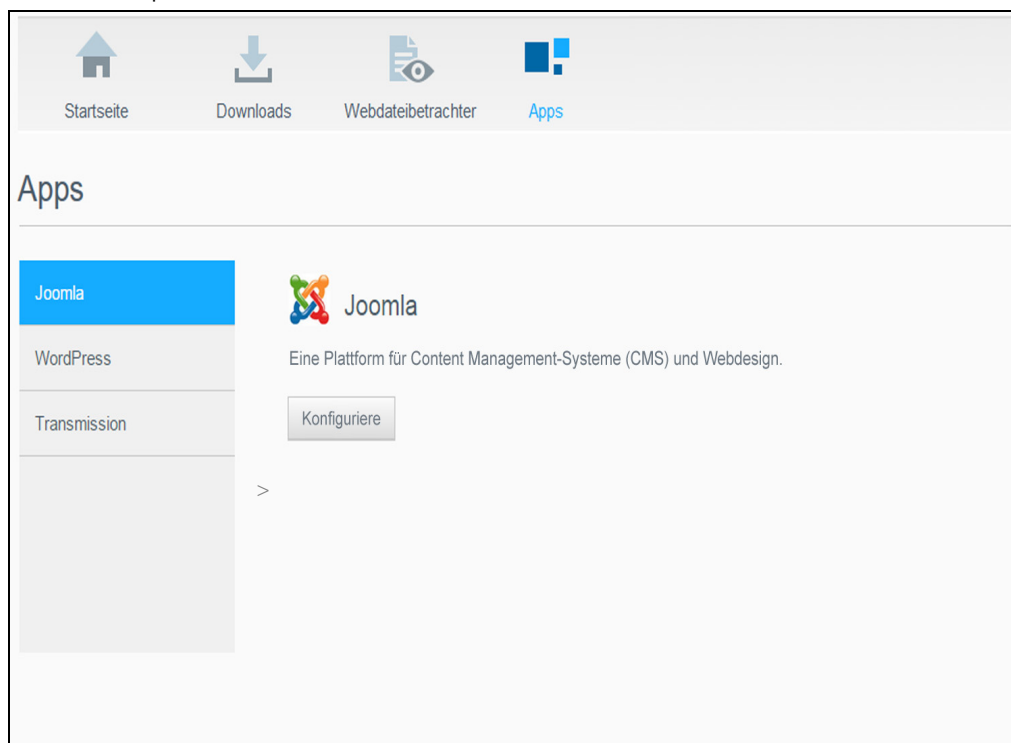 Startseite Downloads Webdateibetrachter Apps
Apps
Joomla
WordPress
Transmission
Joomla
Eine Plattform für Content Management-Systeme (CMS) und Webdesign.
Konfiguriere
>